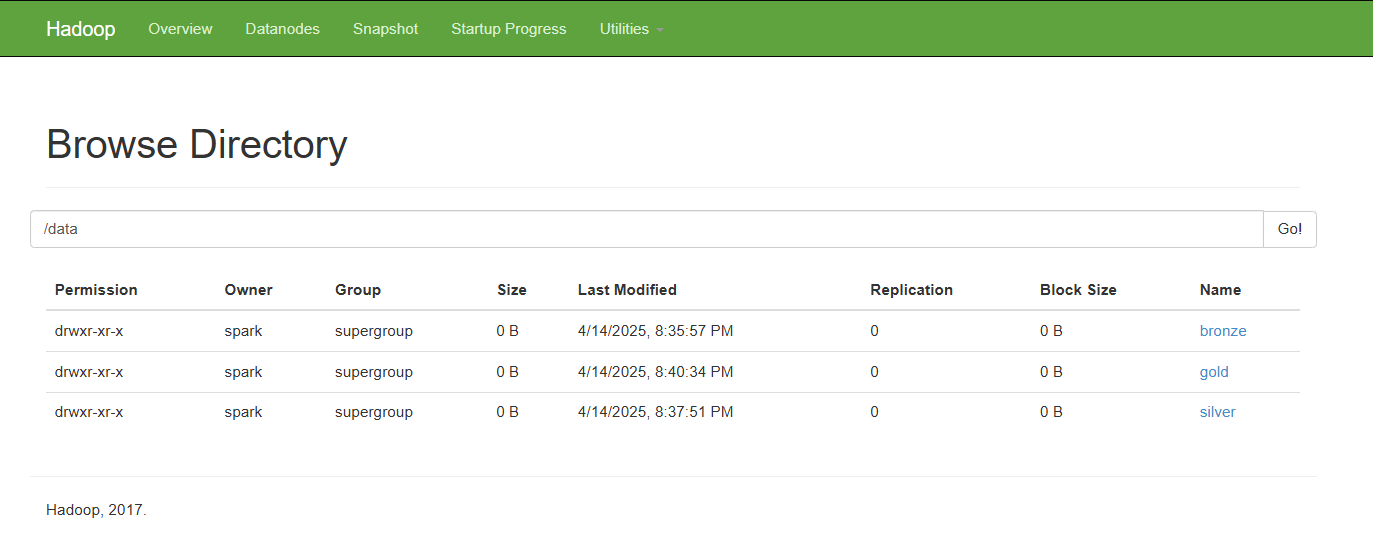 Hadoop Overview Datanodes Snapshot Startup Progress Utilities
Browse Directory
/data Go!
Permission Owner Group Size Last Modified Replication Block Size Name
drwxr-xr-x spark supergroup 0 B 4/14/2025, 8:35:57 PM 0 0 B bronze
drwxr-xr-x spark supergroup 0 B 4/14/2025, 8:40:34 PM 0 0 B gold
drwxr-xr-x spark supergroup 0 B 4/14/2025, 8:37:51 PM 0 0 B silver
Hadoop, 2017.